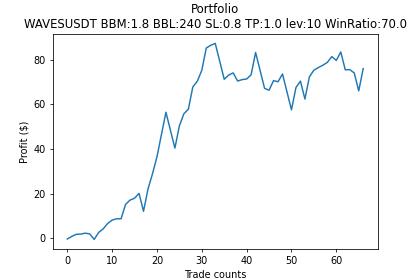 Portfolio
WAVESUSDT BBM:1.8 BBL:240 SL:0.8 TP:1.0 lev:10 WinRatio:70.0
80
60
40
20
0
Profit ($)
0 10 20 30 40 50 60
Trade counts